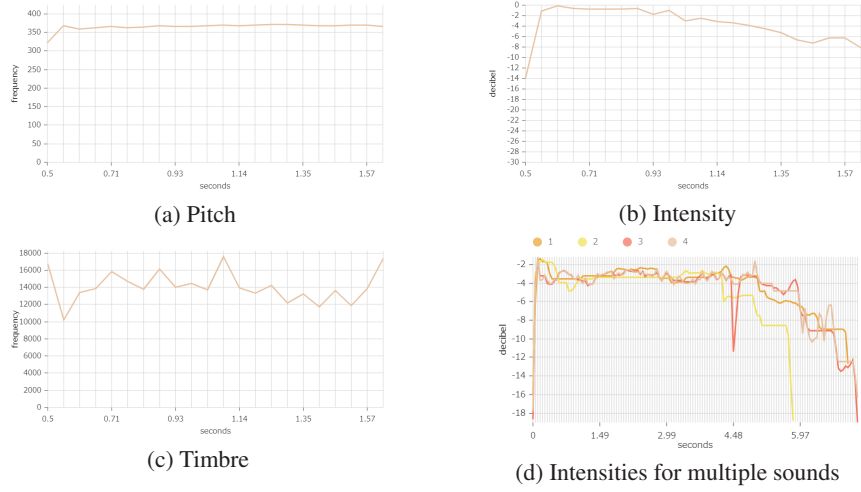 400
350
300
250
200
150
100
50
0
frequency
0.5 0.71 0.93 1.14 1.35 1.57
seconds
(a) Pitch
0
-2
-4
-6
-8
-10
-12
-14
-16
-18
-20
-22
-24
-26
-28
-30
decibel
0.5 0.71 0.93 1.14 1.35 1.57
seconds
(b) Intensity
18000
16000
14000
12000
10000
8000
6000
4000
2000
0
frequency
0.5 0.71 0.93 1.14 1.35 1.57
seconds
(c) Timbre
1 2 3 4
-2
-4
-6
-8
-10
-12
-14
-16
-18
decibel
0 1.49 2.99 4.48 5.97
seconds
(d) Intensities for multiple sounds